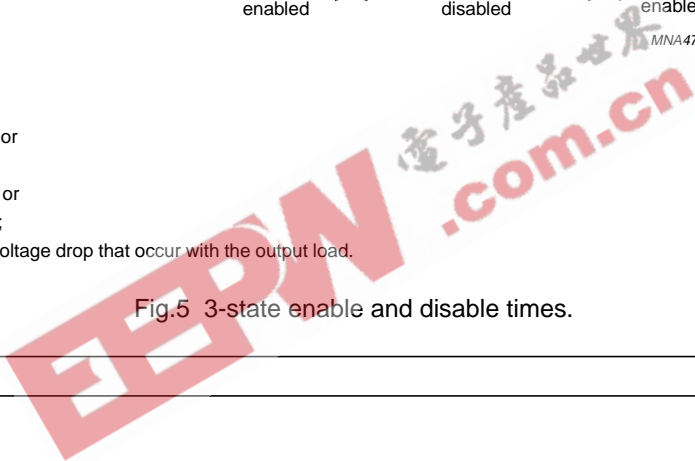 enabled disabled enable
MNA47
or
or
;
oltage drop that occur with the output load.
Fig.5 3-state enable and disable times.
EEPW .com.cn
電子產品世界